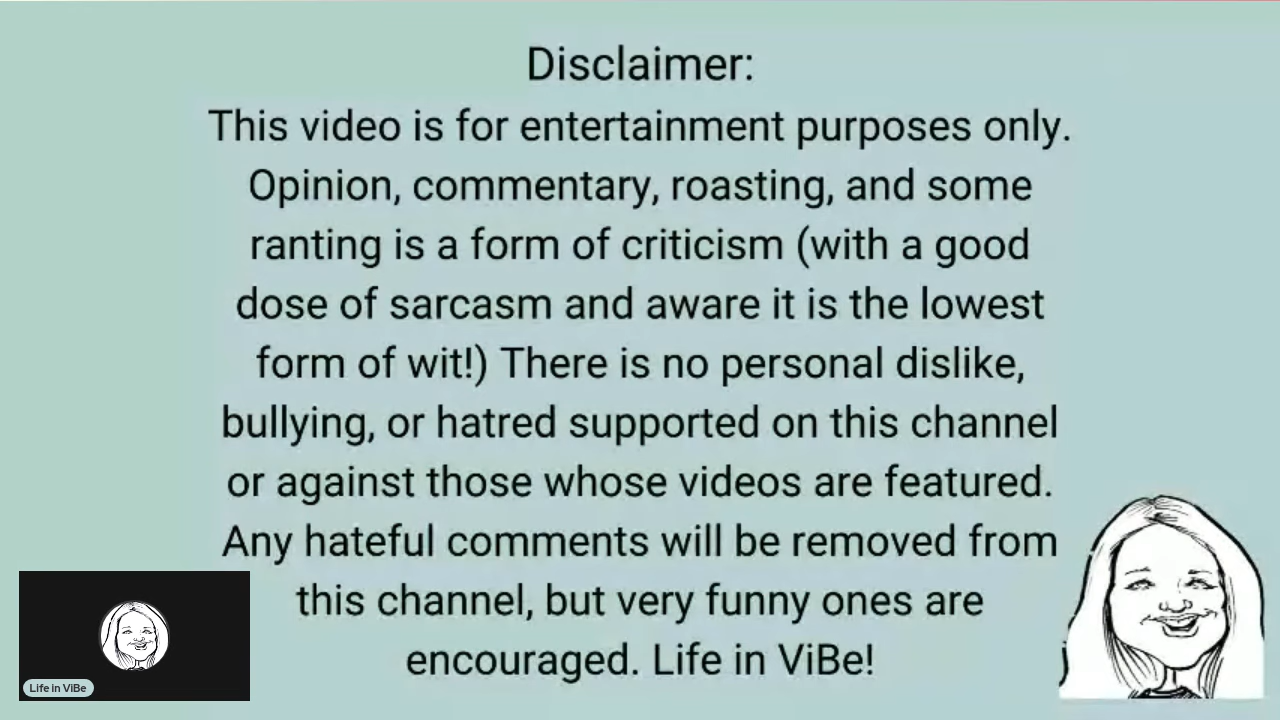 Disclaimer:
This video is for entertainment purposes only.
Opinion, commentary, roasting, and some
ranting is a form of criticism (with a good
dose of sarcasm and aware it is the lowest
form of wit!) There is no personal dislike,
bullying, or hatred supported on this channel
or against those whose videos are featured.
Any hateful comments will be removed from
this channel, but very funny ones are
encouraged. Life in ViBe!
Life in ViBe